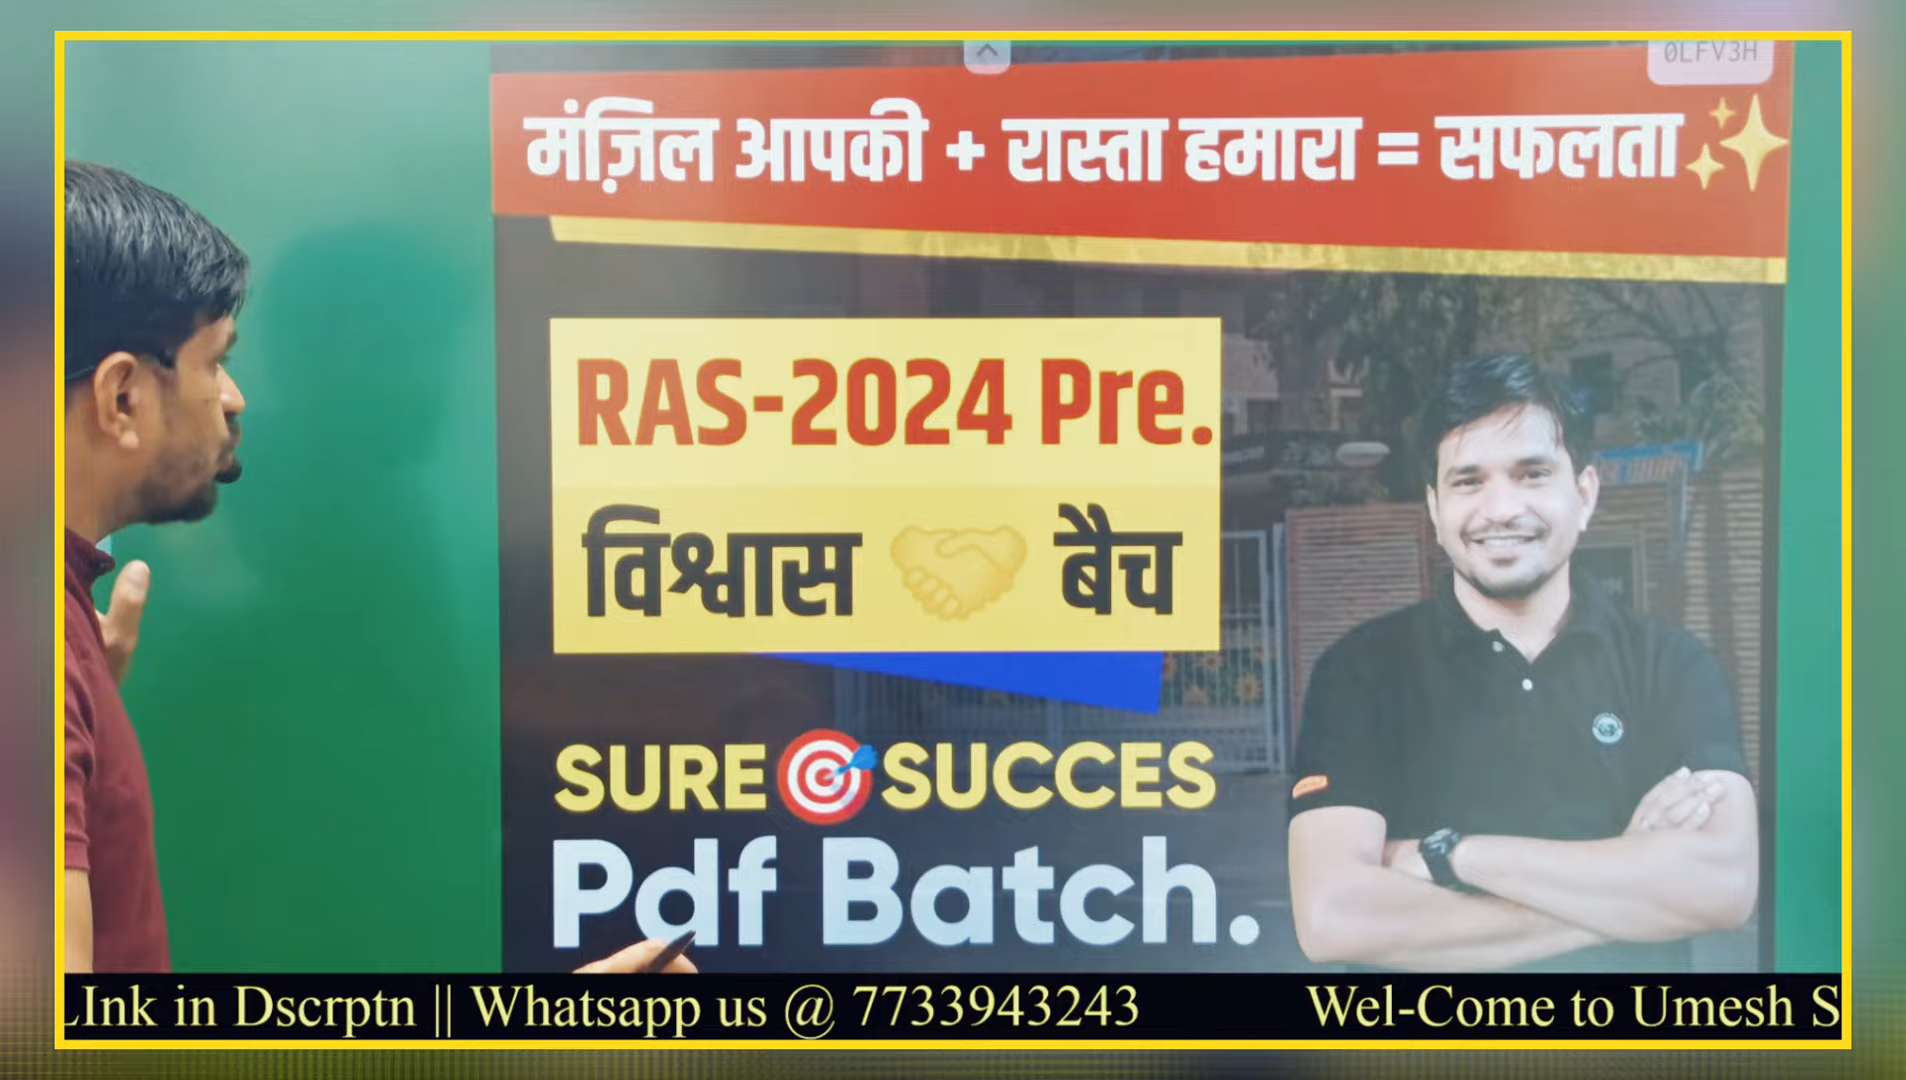 0LFV3H
मंज़िल आपकी + रास्ता हमारा = सफलता
RAS-2024 Pre.
विश्वास बैच
SURE SUCCES
Pdf Batch.
Ink in Dscrptn || Whatsapp us @ 7733943243 Wel-Come to Umesh S